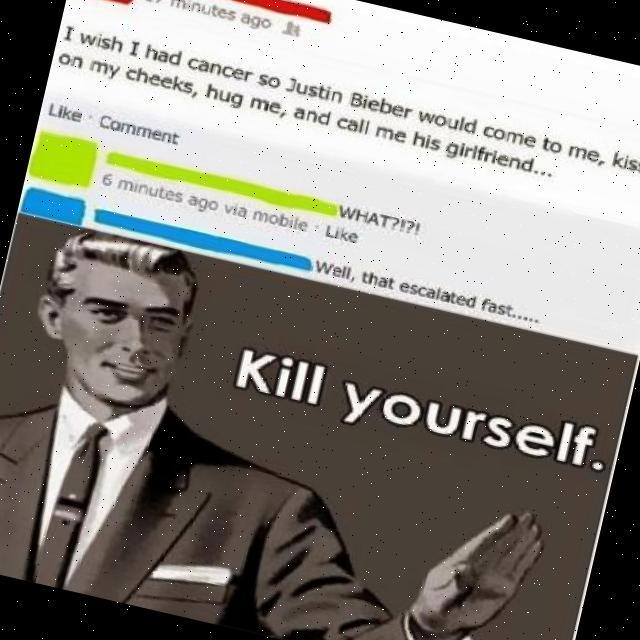 minutes ago
I wish I had cancer so Justin Bieber would come to me, kiss
on my cheeks, hug me, and call me his girlfriend...
Like · Comment
WHAT?!?!
6 minutes ago via mobile · Like
Well, that escalated fast.....
Kill yourself.